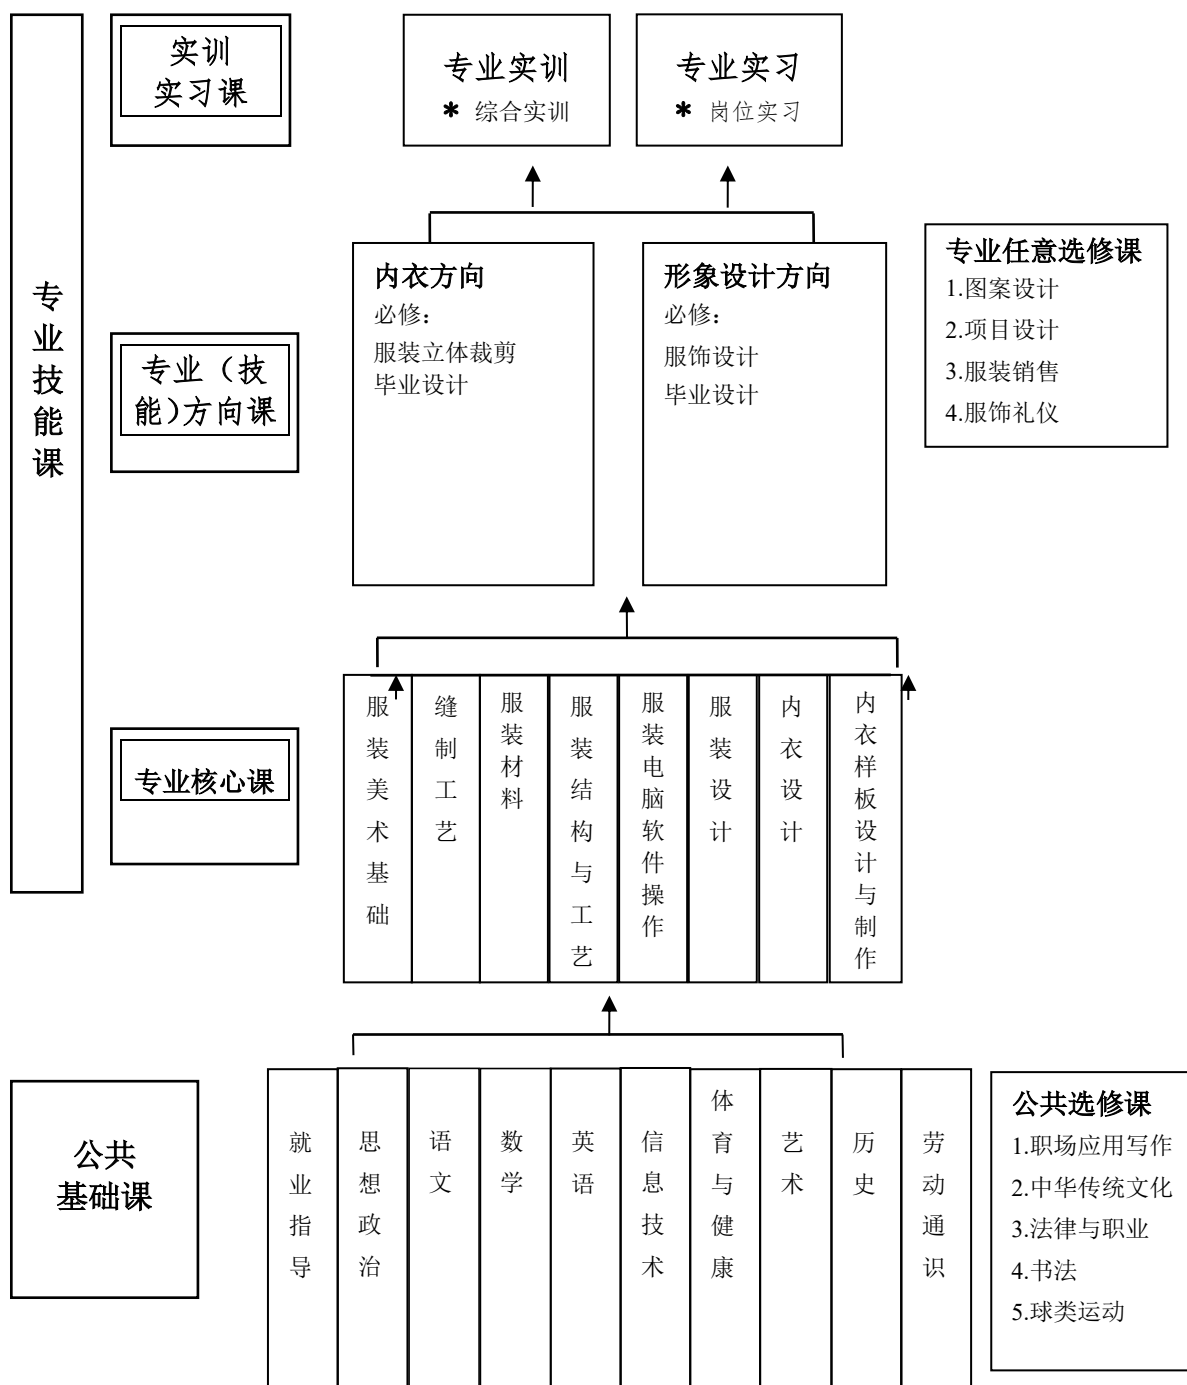 专业技能课
实训
实习课
专业实训
* 综合实训
专业实习
* 岗位实习
专业（技
能）方向课
内衣方向
必修：
服装立体裁剪
毕业设计
形象设计方向
必修：
服饰设计
毕业设计
专业任意选修课
1.图案设计
2.项目设计
3.服装销售
4.服饰礼仪
专业核心课
服装美术基础
缝制工艺
服装材料
服装结构与工艺
服装电脑软件操作
服装设计
内衣设计
内衣样板设计与制作
公共
基础课
就业指导
思想政治
语文
数学
英语
信息技术
体育与健康
艺术
历史
劳动通识
公共选修课
1.职场应用写作
2.中华传统文化
3.法律与职业
4.书法
5.球类运动